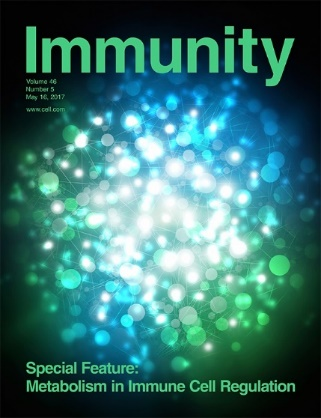 Immunity
Volume 46
Number 5
May 16, 2017
www.cell.com
Special Feature:
Metabolism in Immune Cell Regulation